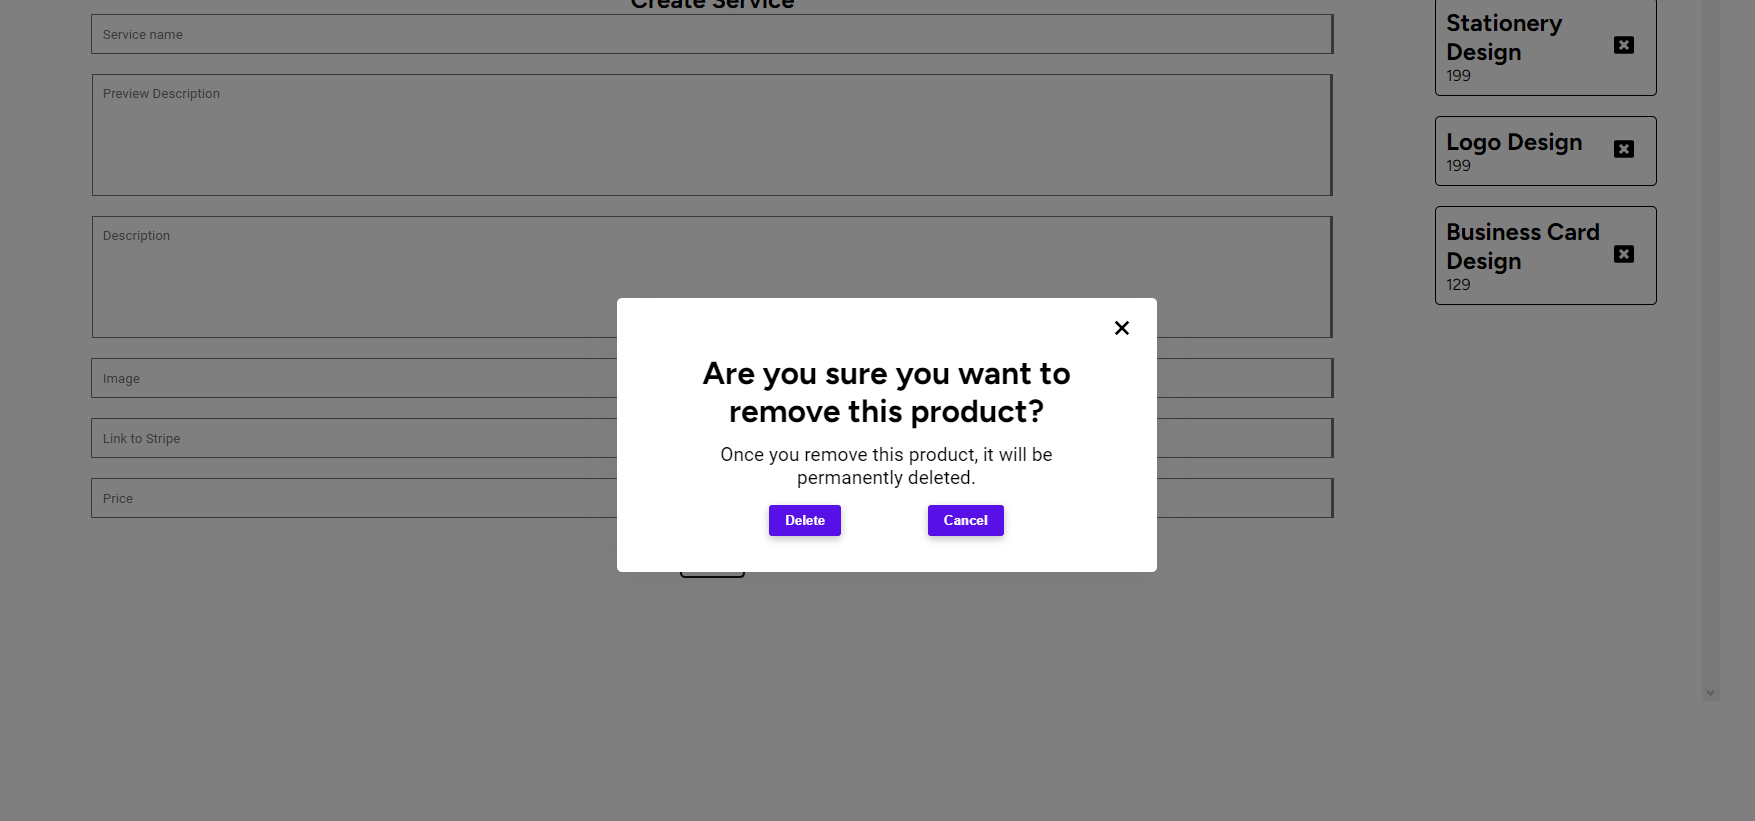 Create Service
Service name
Preview Description
Description
Image
Link to Stripe
Price
Stationery
Design
199
Logo Design
199
Business Card
Design
129
Are you sure you want to
remove this product?
Once you remove this product, it will be
permanently deleted.
Delete
Cancel